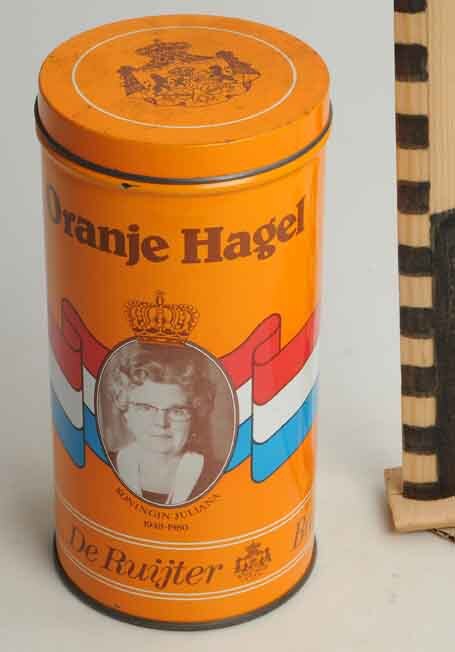 Oranje Hagel
KONINGIN JULIANA
1948-1980
De Ruijter